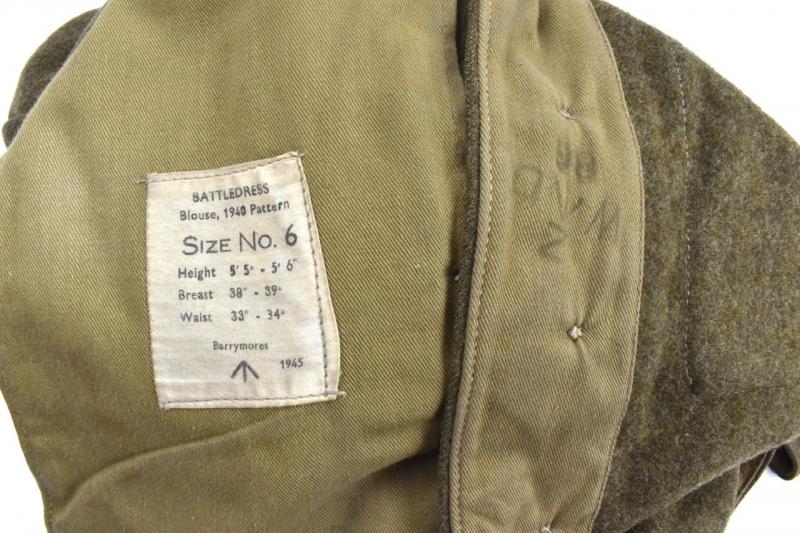 BATTLEDRESS
Blouse, 1940 Pattern
SIZE No. 6
Height 5' 5" - 5' 6"
Breast 38" - 39"
Waist 33" - 34"
Barrymores
1945